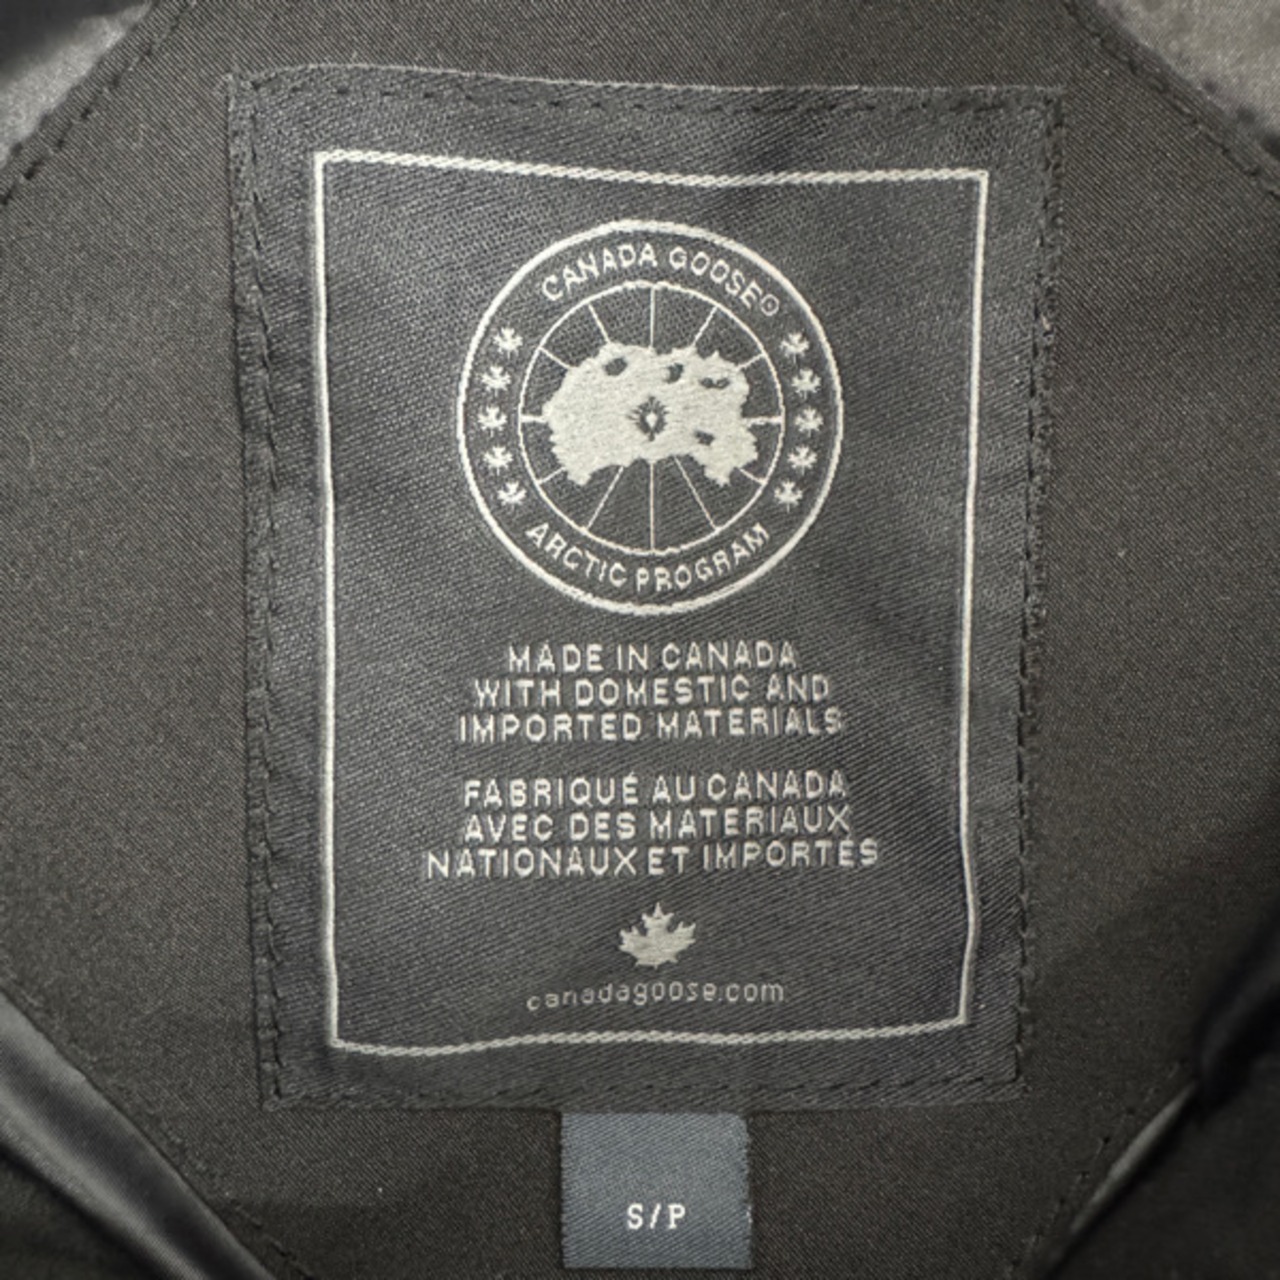 CANADA GOOSE®
ARCTIC PROGRAM
MADE IN CANADA
WITH DOMESTIC AND
IMPORTED MATERIALS
FABRIQUÉ AU CANADA
AVEC DES MATERIAUX
NATIONAUX ET IMPORTÉS
canadagoose.com
S/P